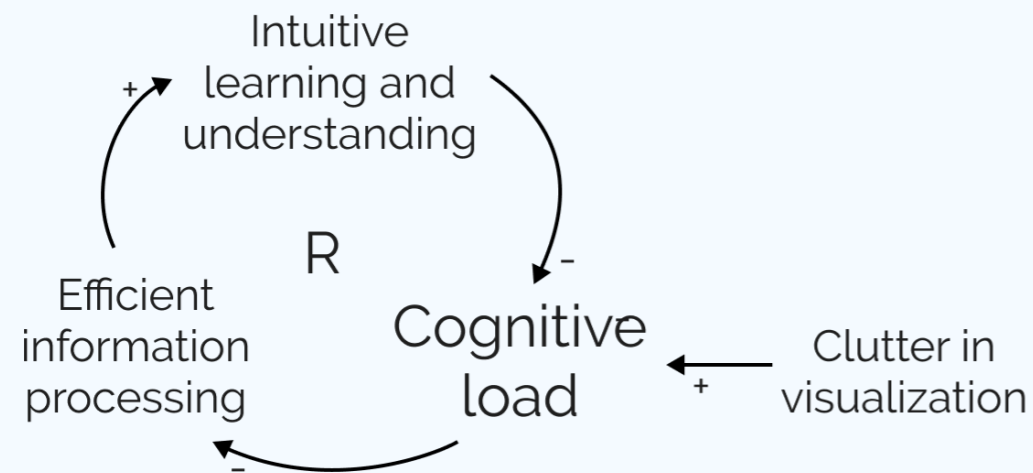 Intuitive
learning and
understanding
+
R
-
Efficient
information
processing
Cognitive
load
Clutter in
visualization
+
-